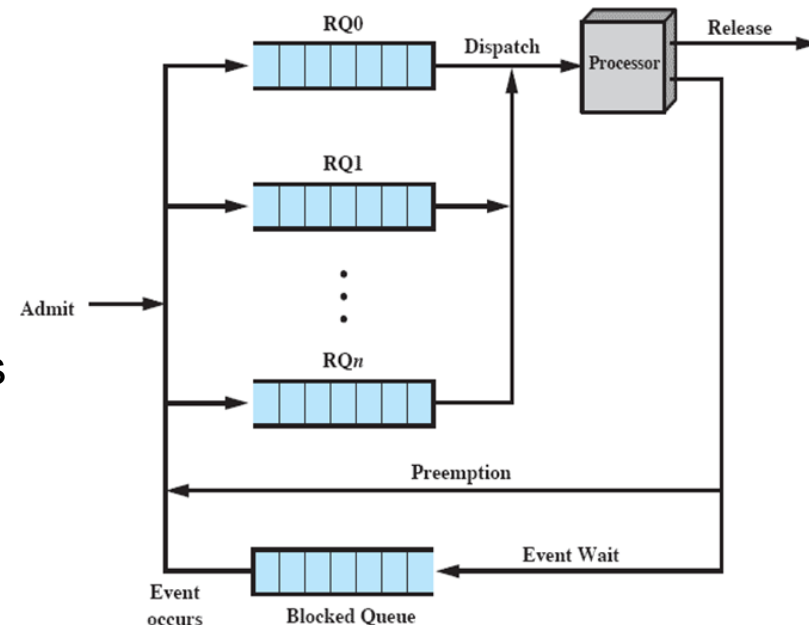 RQ0
Dispatch
Release
Processor
RQ1
Admit
s
RQn
Preemption
Event Wait
Event
occurs
Blocked Queue